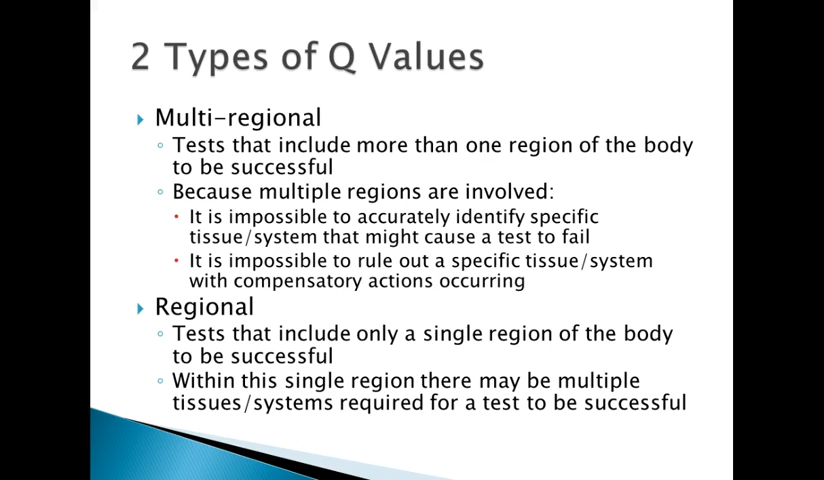 2 Types of Q Values
Multi-regional
Tests that include more than one region of the body
to be successful
Because multiple regions are involved:
It is impossible to accurately identify specific
tissue/system that might cause a test to fail
It is impossible to rule out a specific tissue/system
with compensatory actions occurring
Regional
Tests that include only a single region of the body
to be successful
Within this single region there may be multiple
tissues/systems required for a test to be successful